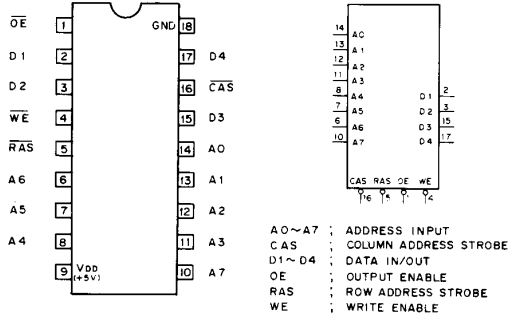 OE 1 GND 18
D1 2 17 D4
D2 3 16 CAS
WE 4 15 D3
RAS 5 14 A0
A6 6 13 A1
A5 7 12 A2
A4 8 11 A3
9 VDD (+5V) 10 A7
14 A0
13 A1
12 A2
11 A3
8 A4 D1 2
7 A5 D2 3
6 A6 D3 15
10 A7 D4 17
CAS RAS OE WE
16 5 1 4
A0~A7 ; ADDRESS INPUT
CAS ; COLUMN ADDRESS STROBE
D1~D4 ; DATA IN/OUT
OE ; OUTPUT ENABLE
RAS ; ROW ADDRESS STROBE
WE ; WRITE ENABLE